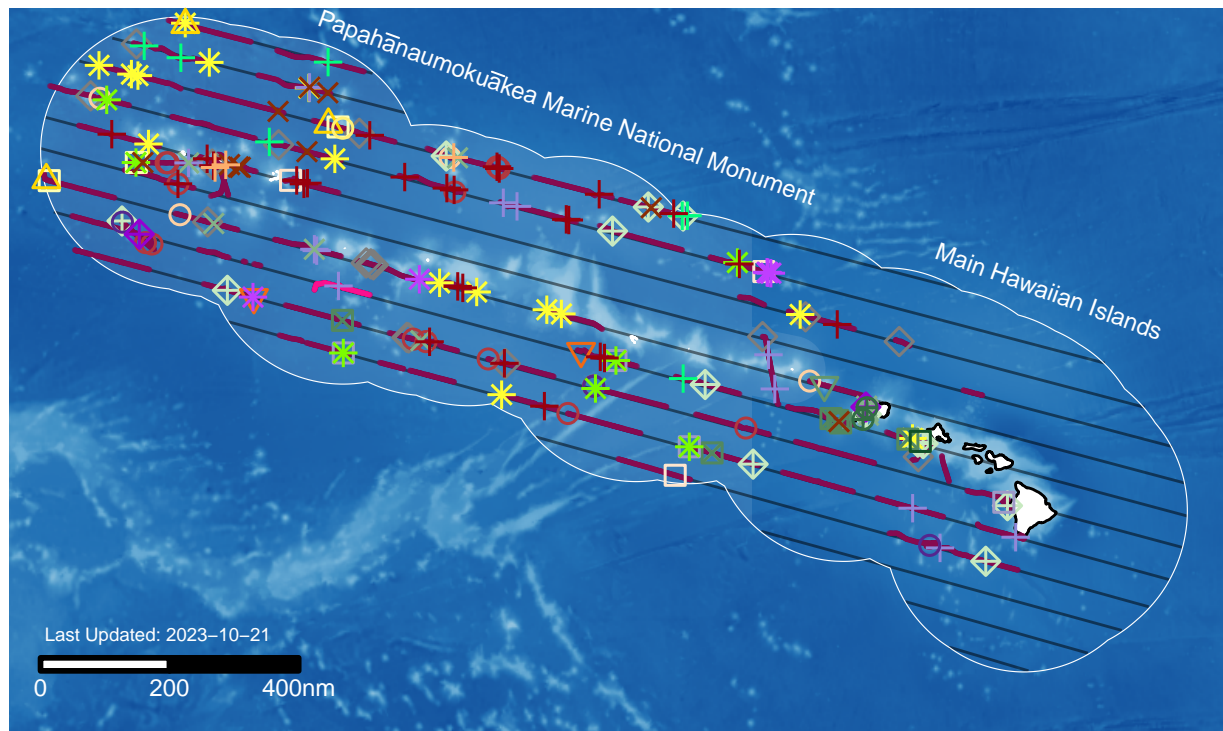 Papahānaumokuākea Marine National Monument
Main Hawaiian Islands
Last Updated: 2023−10−21
0 200 400nm